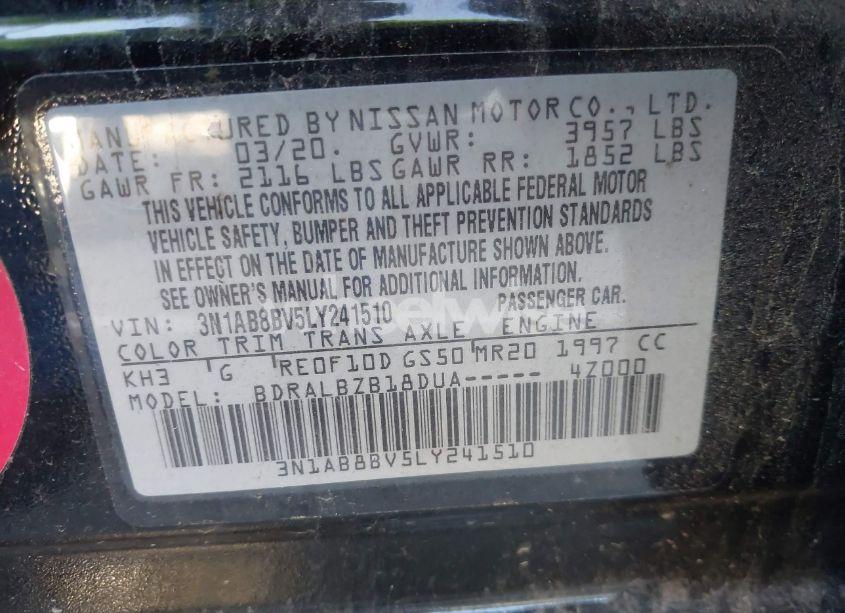 MANUFACTURED BY NISSAN MOTOR CO., LTD.
DATE: 03/20. GVWR: 3957 LBS
GAWR FR: 2116 LBS GAWR RR: 1852 LBS
THIS VEHICLE CONFORMS TO ALL APPLICABLE FEDERAL MOTOR
VEHICLE SAFETY, BUMPER AND THEFT PREVENTION STANDARDS
IN EFFECT ON THE DATE OF MANUFACTURE SHOWN ABOVE.
SEE OWNER'S MANUAL FOR ADDITIONAL INFORMATION.
VIN: 3N1AB8BV5LY241510 PASSENGER CAR.
COLOR TRIM TRANS AXLE ENGINE
KH3 G RE0F10D GS50 MR20 1997 CC
MODEL: BDRALBZB18DUA----- 4Z000
3N1AB8BV5LY241510